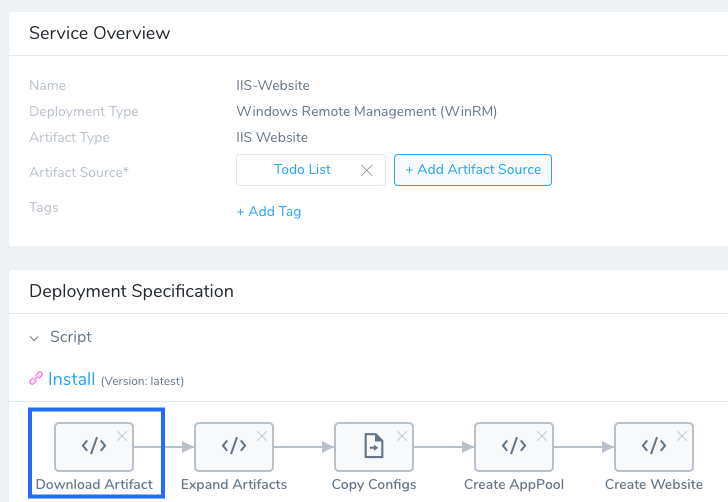 Service Overview
Name IIS-Website
Deployment Type Windows Remote Management (WinRM)
Artifact Type IIS Website
Artifact Source* Todo List + Add Artifact Source
Tags + Add Tag
Deployment Specification
Script
Install (Version: latest)
Download Artifact Expand Artifacts Copy Configs Create AppPool Create Website